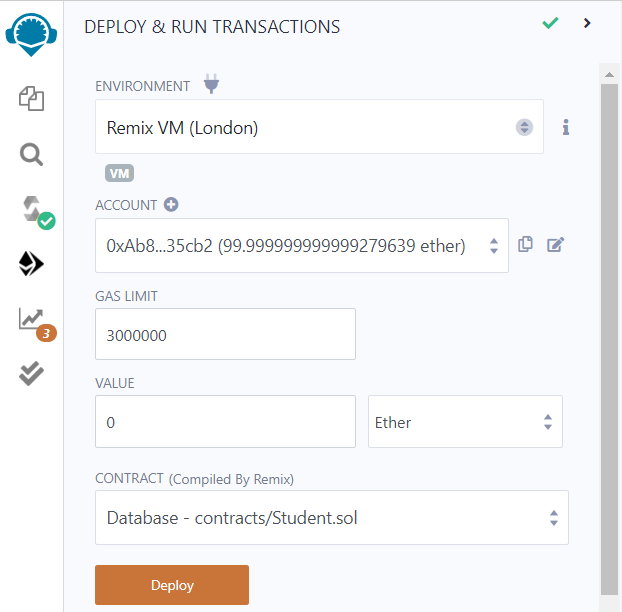 DEPLOY & RUN TRANSACTIONS
ENVIRONMENT
Remix VM (London)
VM
ACCOUNT
0xAb8...35cb2 (99.999999999999279639 ether)
GAS LIMIT
3000000
3
VALUE
0
Ether
CONTRACT (Compiled By Remix)
Database - contracts/Student.sol
Deploy